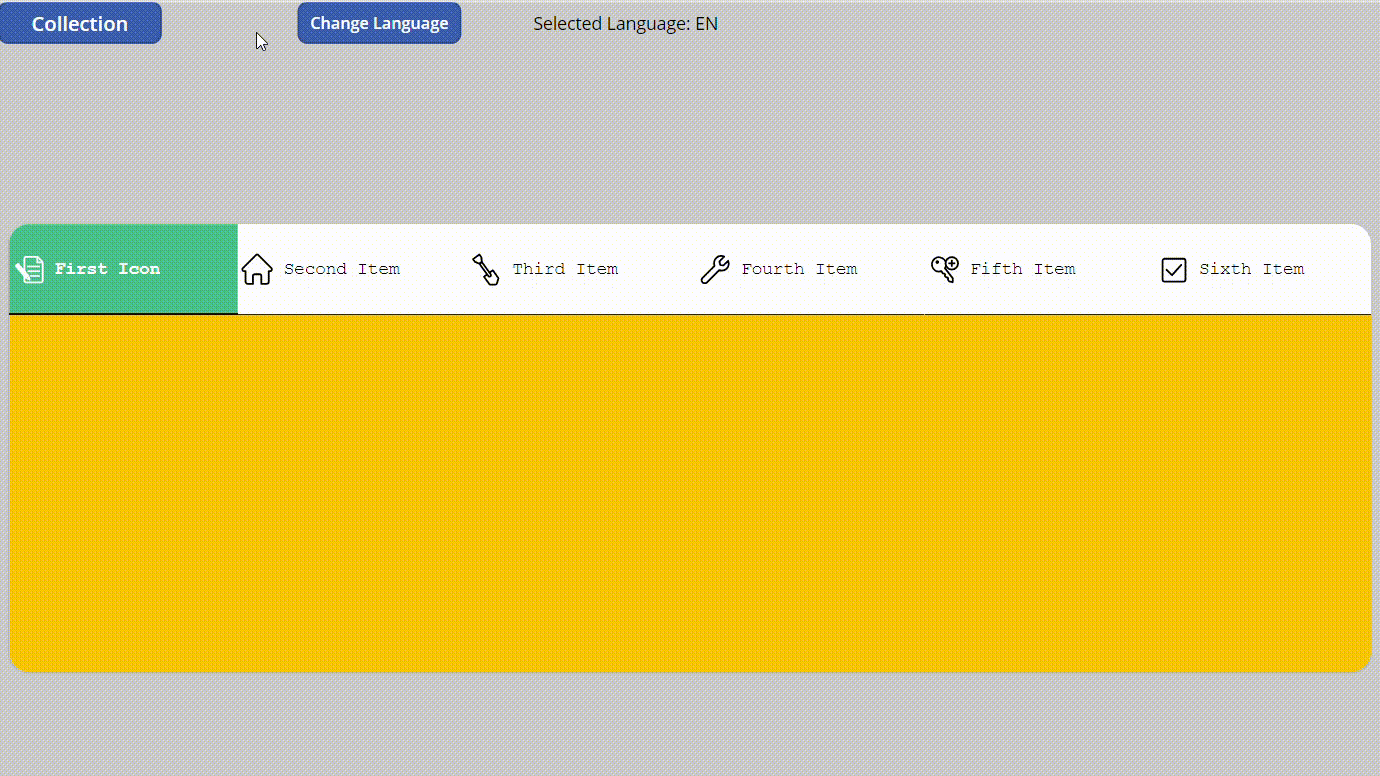 Collection
Change Language
Selected Language: EN
First Icon
Second Item
Third Item
Fourth Item
Fifth Item
Sixth Item